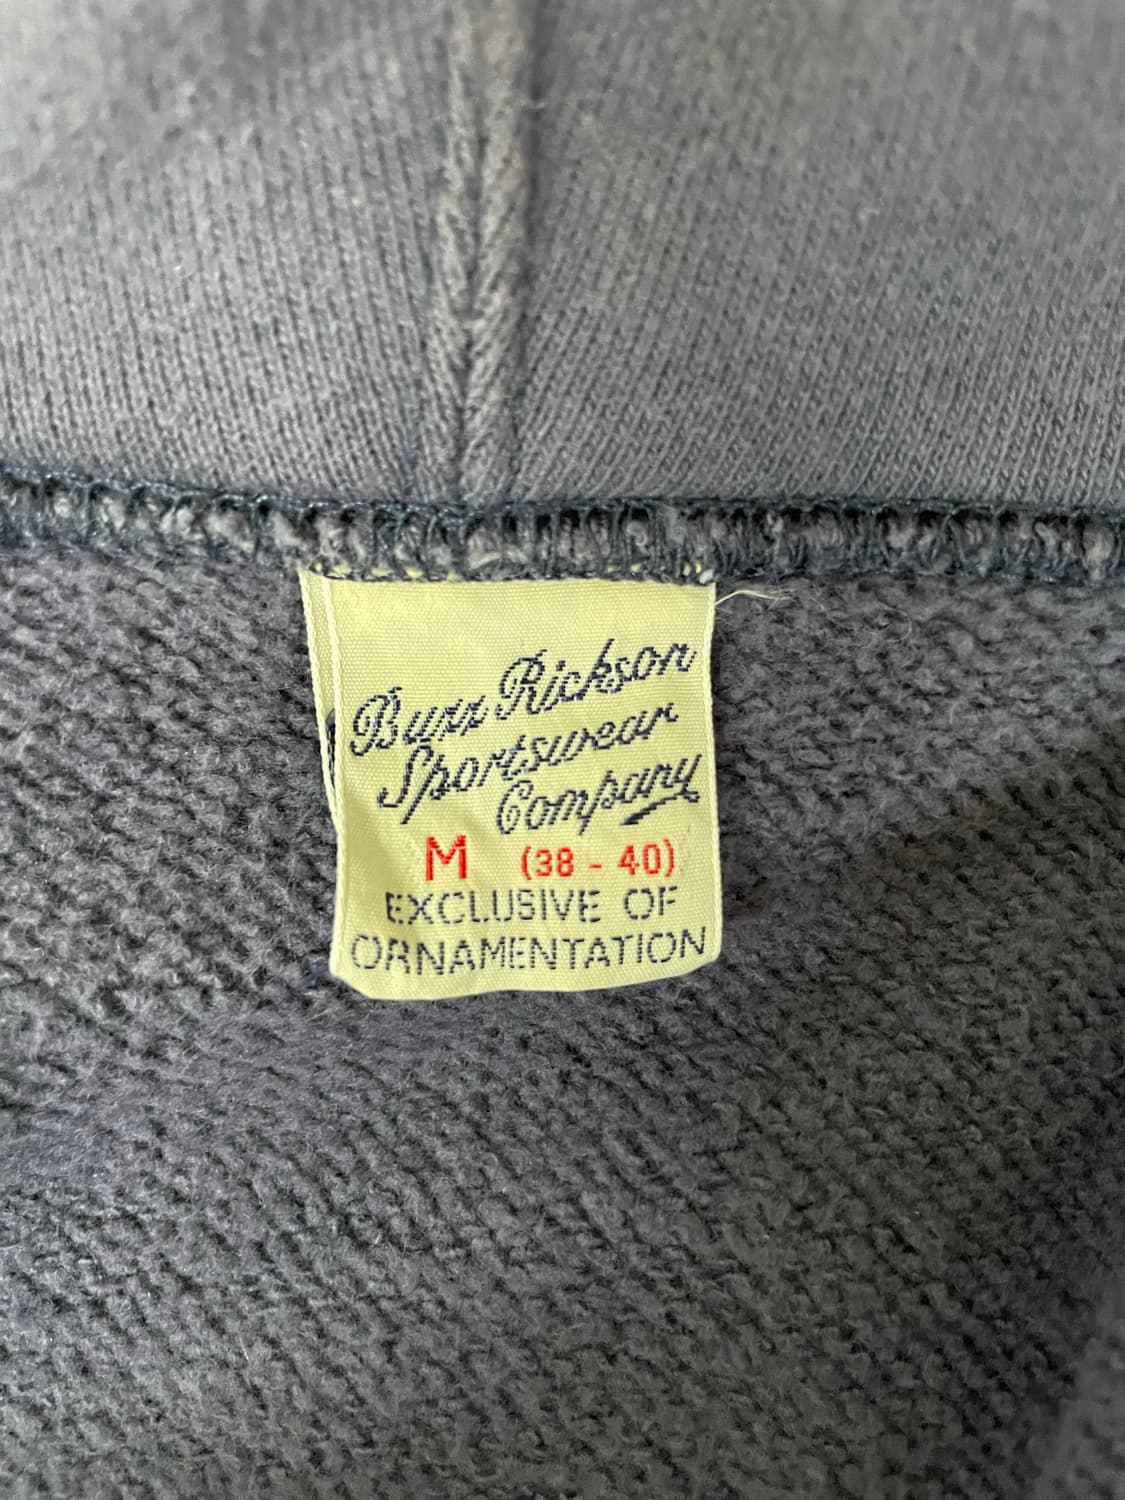 Buzz Rickson
Sportswear
Company
M (38 - 40)
EXCLUSIVE OF
ORNAMENTATION